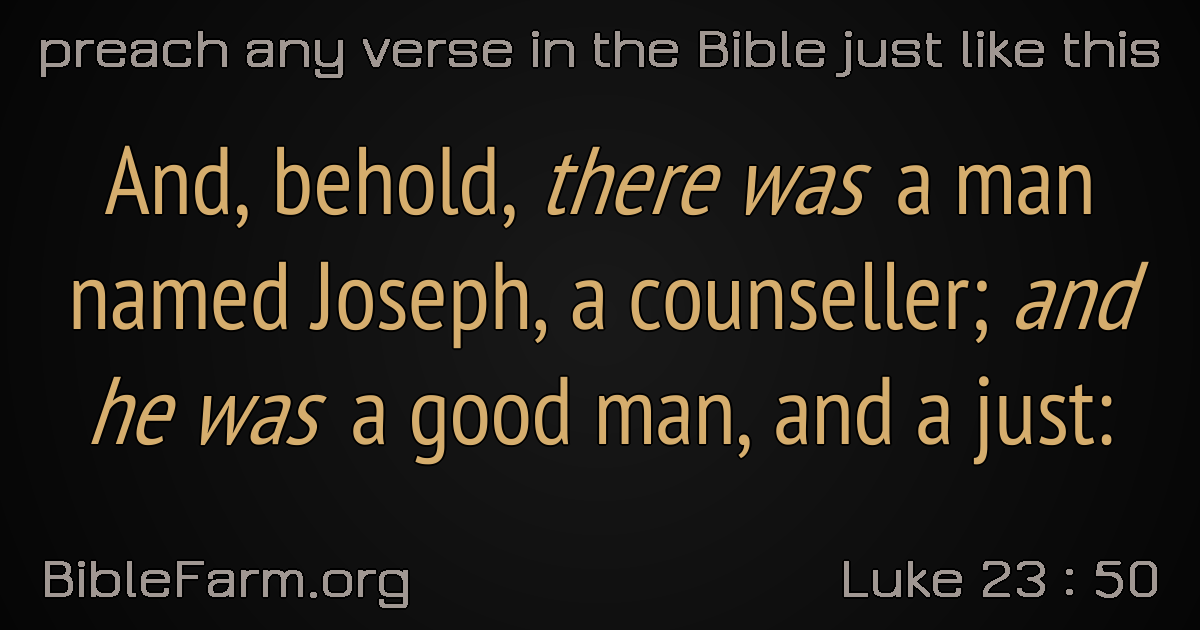 preach any verse in the Bible just like this
And, behold, there was a man
named Joseph, a counseller; and
he was a good man, and a just:
BibleFarm.org
Luke 23 : 50